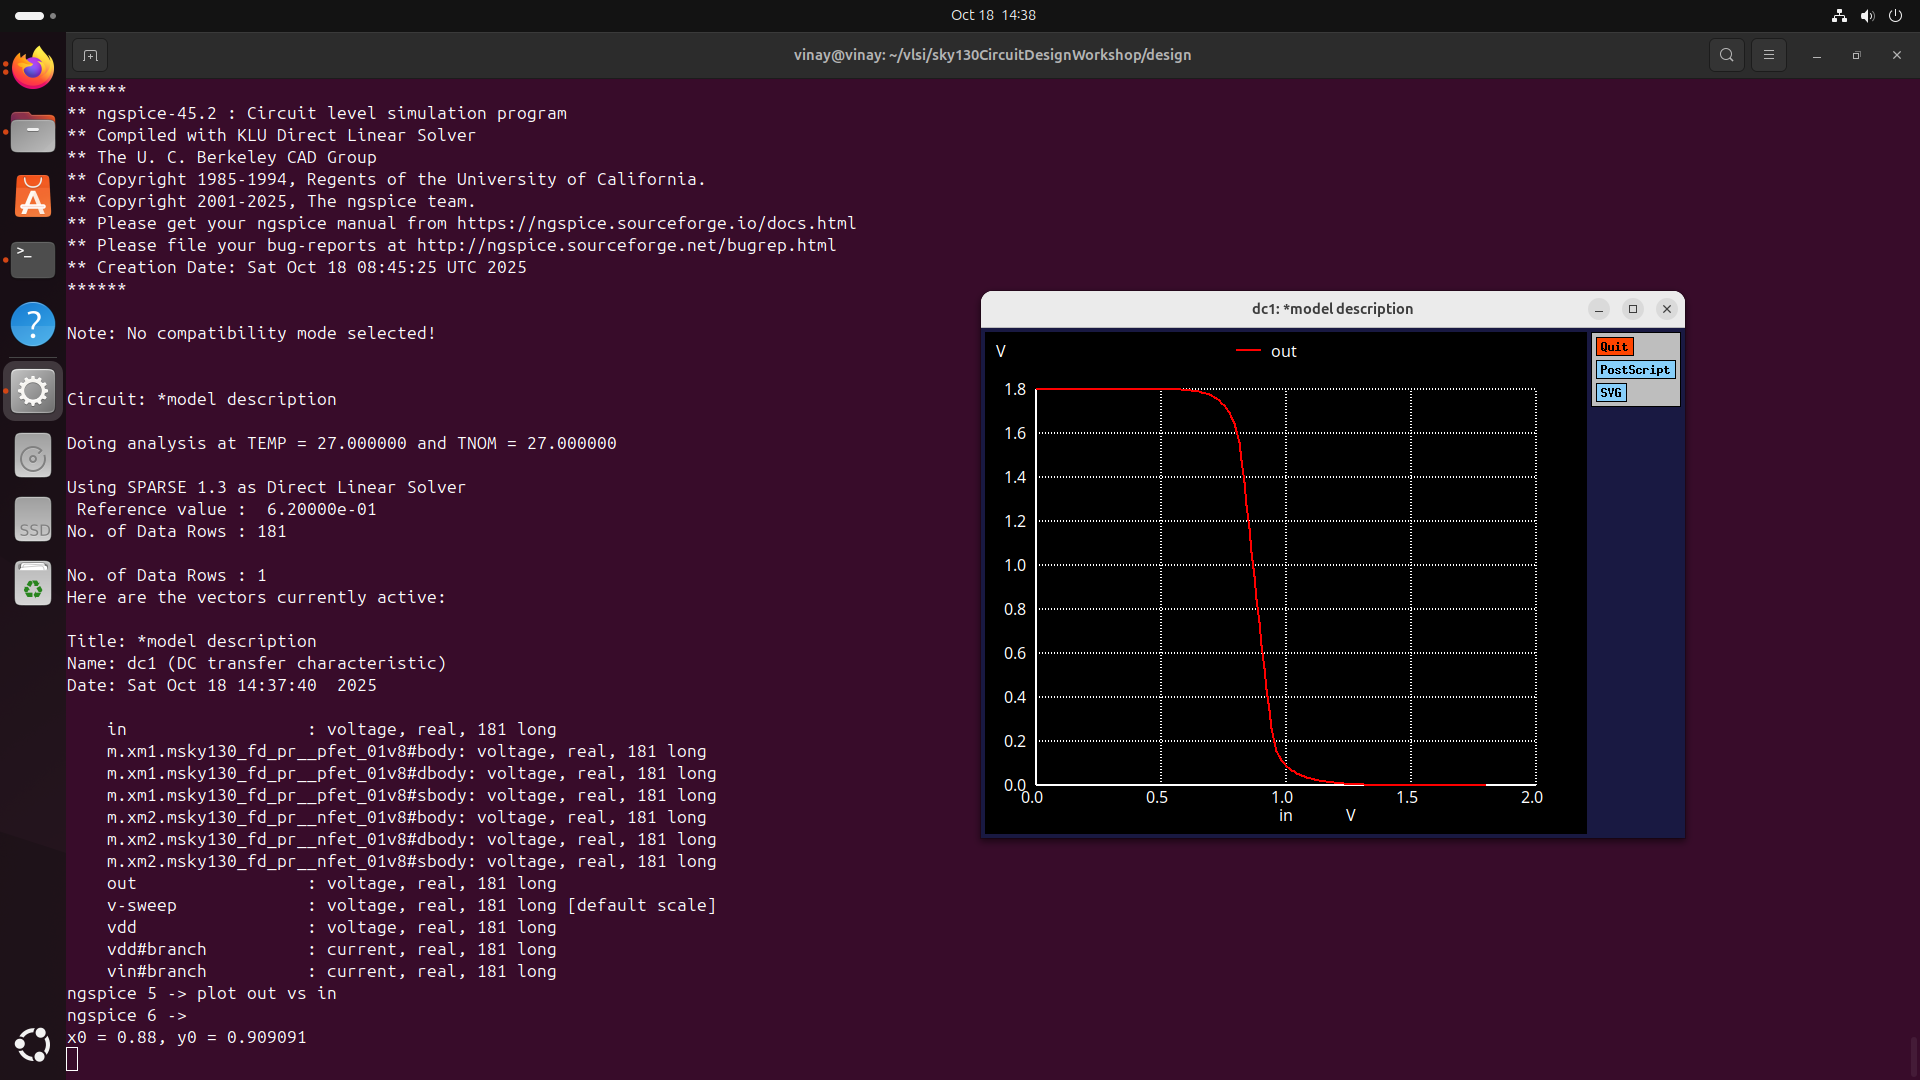 Oct 18 14:38
vinay@vinay: ~/vlsi/sky130CircuitDesignWorkshop/design
******
** ngspice-45.2 : Circuit level simulation program
** Compiled with KLU Direct Linear Solver
** The U. C. Berkeley CAD Group
** Copyright 1985-1994, Regents of the University of California.
** Copyright 2001-2025, The ngspice team.
** Please get your ngspice manual from https://ngspice.sourceforge.io/docs.html
** Please file your bug-reports at http://ngspice.sourceforge.net/bugrep.html
** Creation Date: Sat Oct 18 08:45:25 UTC 2025
******
Note: No compatibility mode selected!
Circuit: *model description
Doing analysis at TEMP = 27.000000 and TNOM = 27.000000
Using SPARSE 1.3 as Direct Linear Solver
Reference value :  6.20000e-01
No. of Data Rows : 181
No. of Data Rows : 1
Here are the vectors currently active:
Title: *model description
Name: dc1 (DC transfer characteristic)
Date: Sat Oct 18 14:37:40  2025
in                  : voltage, real, 181 long
m.xm1.msky130_fd_pr__pfet_01v8#body: voltage, real, 181 long
m.xm1.msky130_fd_pr__pfet_01v8#dbody: voltage, real, 181 long
m.xm1.msky130_fd_pr__pfet_01v8#sbody: voltage, real, 181 long
m.xm2.msky130_fd_pr__nfet_01v8#body: voltage, real, 181 long
m.xm2.msky130_fd_pr__nfet_01v8#dbody: voltage, real, 181 long
m.xm2.msky130_fd_pr__nfet_01v8#sbody: voltage, real, 181 long
out                 : voltage, real, 181 long
v-sweep             : voltage, real, 181 long [default scale]
vdd                 : voltage, real, 181 long
vdd#branch          : current, real, 181 long
vin#branch          : current, real, 181 long
ngspice 5 -> plot out vs in
ngspice 6 ->
x0 = 0.88, y0 = 0.909091
SSD
dc1: *model description
Quit
PostScript
SVG
V
out
1.8
1.6
1.4
1.2
1.0
0.8
0.6
0.4
0.2
0.0
0.0 0.5 1.0 1.5 2.0
in V